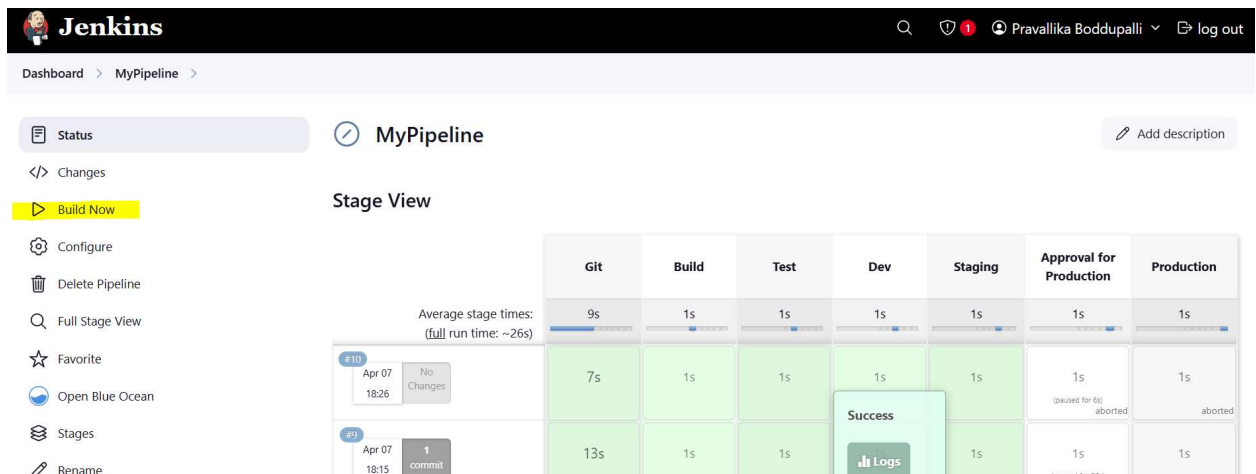 Jenkins
1
Pravallika Boddupalli
log out
Dashboard > MyPipeline >
Status
Changes
Build Now
Configure
Delete Pipeline
Full Stage View
Favorite
Open Blue Ocean
Stages
Rename
MyPipeline
Add description
Stage View
Git Build Test Dev Staging Approval for Production Production
Average stage times: 9s 1s 1s 1s 1s 1s 1s
(full run time: ~26s)
#10
Apr 07
18:26
No Changes
7s 1s 1s 1s 1s 1s 1s
(paused for 6s)
aborted aborted
Success
Logs
#9
Apr 07
18:15
1 commit
13s 1s 1s 1s 1s 1s